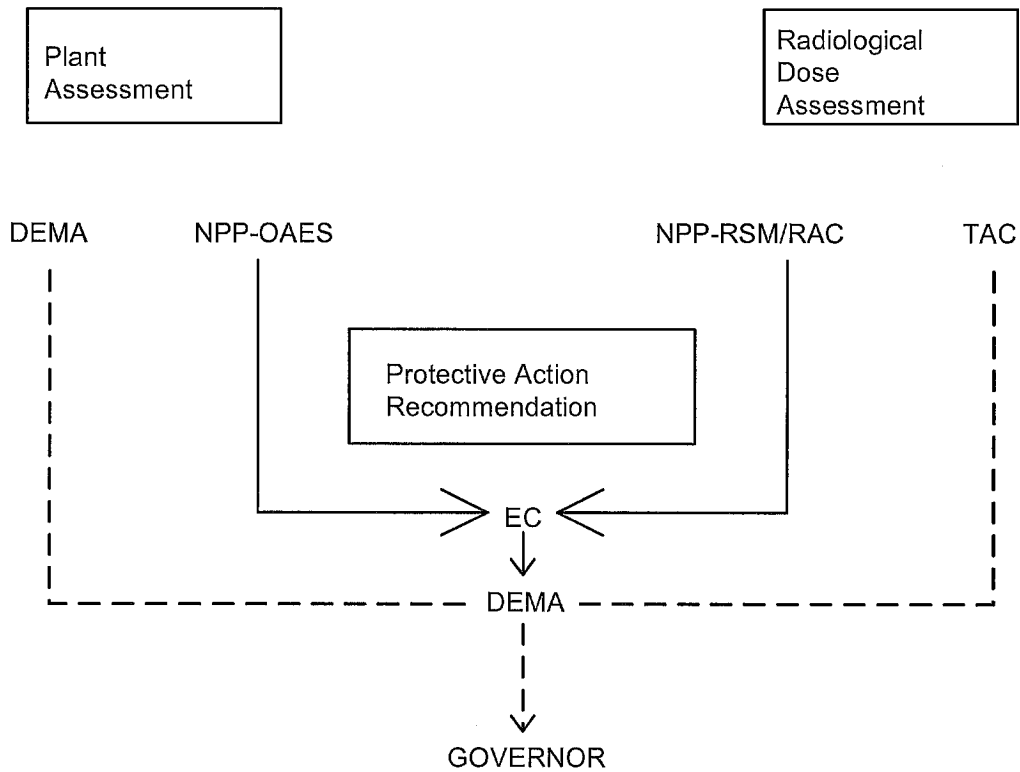 Plant
Assessment
Radiological
Dose
Assessment
DEMA
NPP-OAES
NPP-RSM/RAC
TAC
Protective Action
Recommendation
EC
DEMA
GOVERNOR